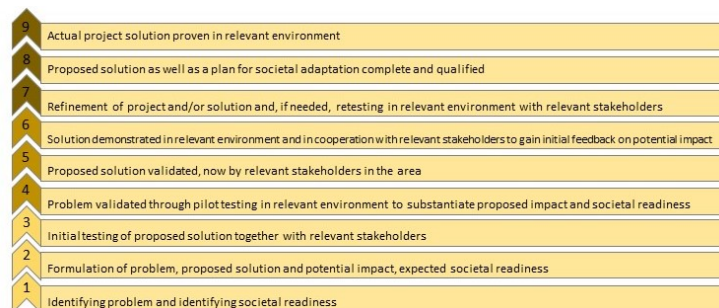 9
Actual project solution proven in relevant environment
8
Proposed solution as well as a plan for societal adaptation complete and qualified
7
Refinement of project and/or solution and, if needed, retesting in relevant environment with relevant stakeholders
6
Solution demonstrated in relevant environment and in cooperation with relevant stakeholders to gain initial feedback on potential impact
5
Proposed solution validated, now by relevant stakeholders in the area
4
Problem validated through pilot testing in relevant environment to substantiate proposed impact and societal readiness
3
Initial testing of proposed solution together with relevant stakeholders
2
Formulation of problem, proposed solution and potential impact, expected societal readiness
1
Identifying problem and identifying societal readiness